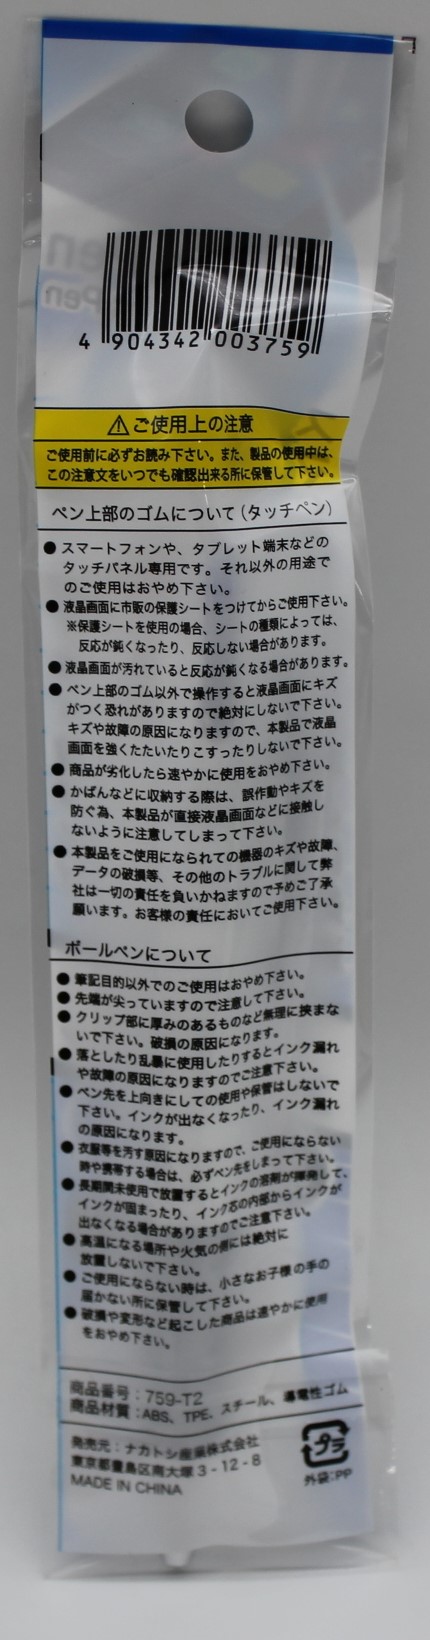 4 904342 003759
⚠ご使用上の注意
ご使用前に必ずお読み下さい。また、製品の使用中は、
この注意文をいつでも確認出来る所に保管して下さい。
ペン上部のゴムについて(タッチペン)
●スマートフォンや、タブレット端末などの
タッチパネル専用です。それ以外の用途で
のご使用はおやめ下さい。
●液晶画面に市販の保護シートをつけてからご使用下さい。
※保護シートを使用の場合、シートの種類によっては、
反応が鈍くなったり、反応しない場合があります。
●液晶画面が汚れていると反応が鈍くなる場合があります。
●ペン上部のゴム以外で操作すると液晶画面にキズ
がつく恐れがありますので絶対にしないで下さい。
キズや故障の原因になりますので、本製品で液晶
画面を強くたたいたりこすったりしないで下さい。
●商品が劣化したら速やかに使用をおやめ下さい。
●かばんなどに収納する際は、誤作動やキズを
防ぐ為、本製品が直接液晶画面などに接触し
ないように注意してしまって下さい。
●本製品をご使用になられての機器のキズや故障、
データの破損等、その他のトラブルに関して弊
社は一切の責任を負いかねますので予めご了承
願います。お客様の責任においてご使用下さい。
ボールペンについて
●筆記目的以外でのご使用はおやめ下さい。
●先端が尖っていますので注意して下さい。
●クリップ部に厚みのあるものなど無理に挟まな
いで下さい。破損の原因になります。
●落としたり乱暴に使用したりするとインク漏れ
や故障の原因になりますのでご注意下さい。
●ペン先を上向きにしての使用や保管はしないで
下さい。インクが出なくなったり、インク漏れ
の原因になります。
●衣服等を汚す原因になりますので、ご使用にならない
時や携帯する場合は、必ずペン先をしまって下さい。
●長期間未使用で放置するとインクの溶剤が揮発して、
インクが固まったり、インク芯の内部からインクが
出なくなる場合がありますのでご注意下さい。
●高温になる場所や火気の側には絶対に
放置しないで下さい。
●ご使用にならない時は、小さなお子様の手の
届かない所に保管して下さい。
●破損や変形など起こした商品は速やかに使用
をおやめ下さい。
商品番号：759-T2
商品材質：ABS、TPE、スチール、導電性ゴム
発売元：ナカトシ産業株式会社
東京都豊島区南大塚3-12-8
MADE IN CHINA
プラ
外袋:PP